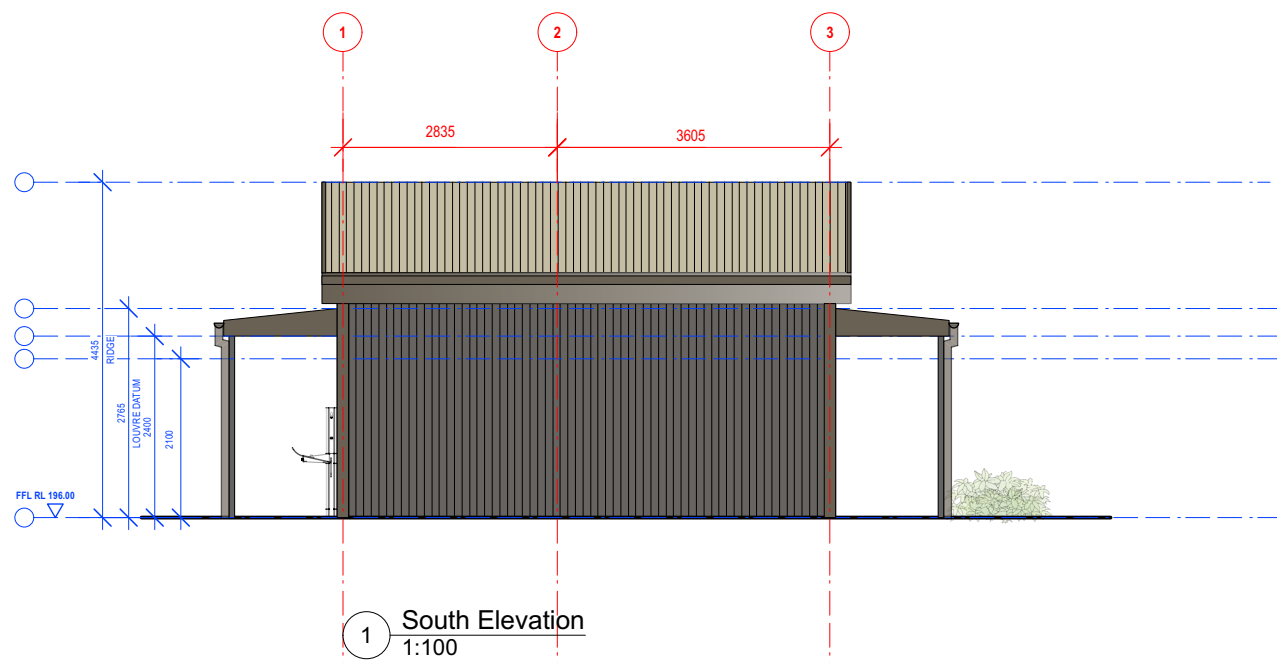 1
2
3
2835
3605
4435
RIDGE
2765
LOUVRE DATUM
2400
2100
FFL RL 196.00
1
South Elevation
1:100